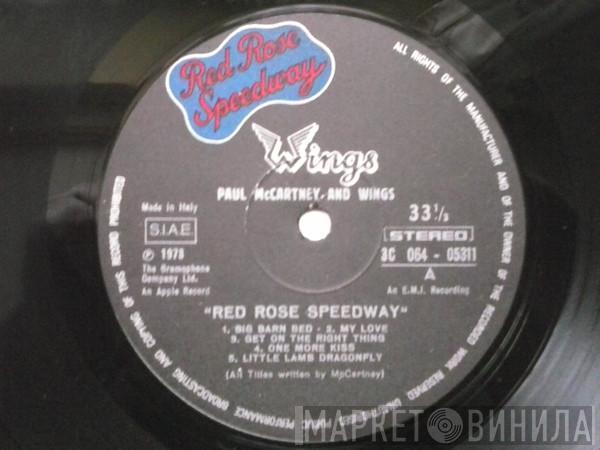 Red Rose
Speedway
Wings
PAUL McCARTNEY AND WINGS
Made in Italy
S.I.A.E.
℗ 1973
The Gramophone
Company Ltd.
An Apple Record
33 1/3
STEREO
3C 064 - 05311
A
An E.M.I. Recording
"RED ROSE SPEEDWAY"
1. BIG BARN BED - 2. MY LOVE
3. GET ON THE RIGHT THING
4. ONE MORE KISS
5. LITTLE LAMB DRAGONFLY
(All Titles written by McCartney)
ALL RIGHTS OF THE MANUFACTURER AND OF THE OWNER OF THE RECORDED WORK RESERVED PUBLIC PERFORMANCE BROADCASTING AND COPYING OF THIS RECORD PROHIBITED
МАРКЕТ ВИНИЛА